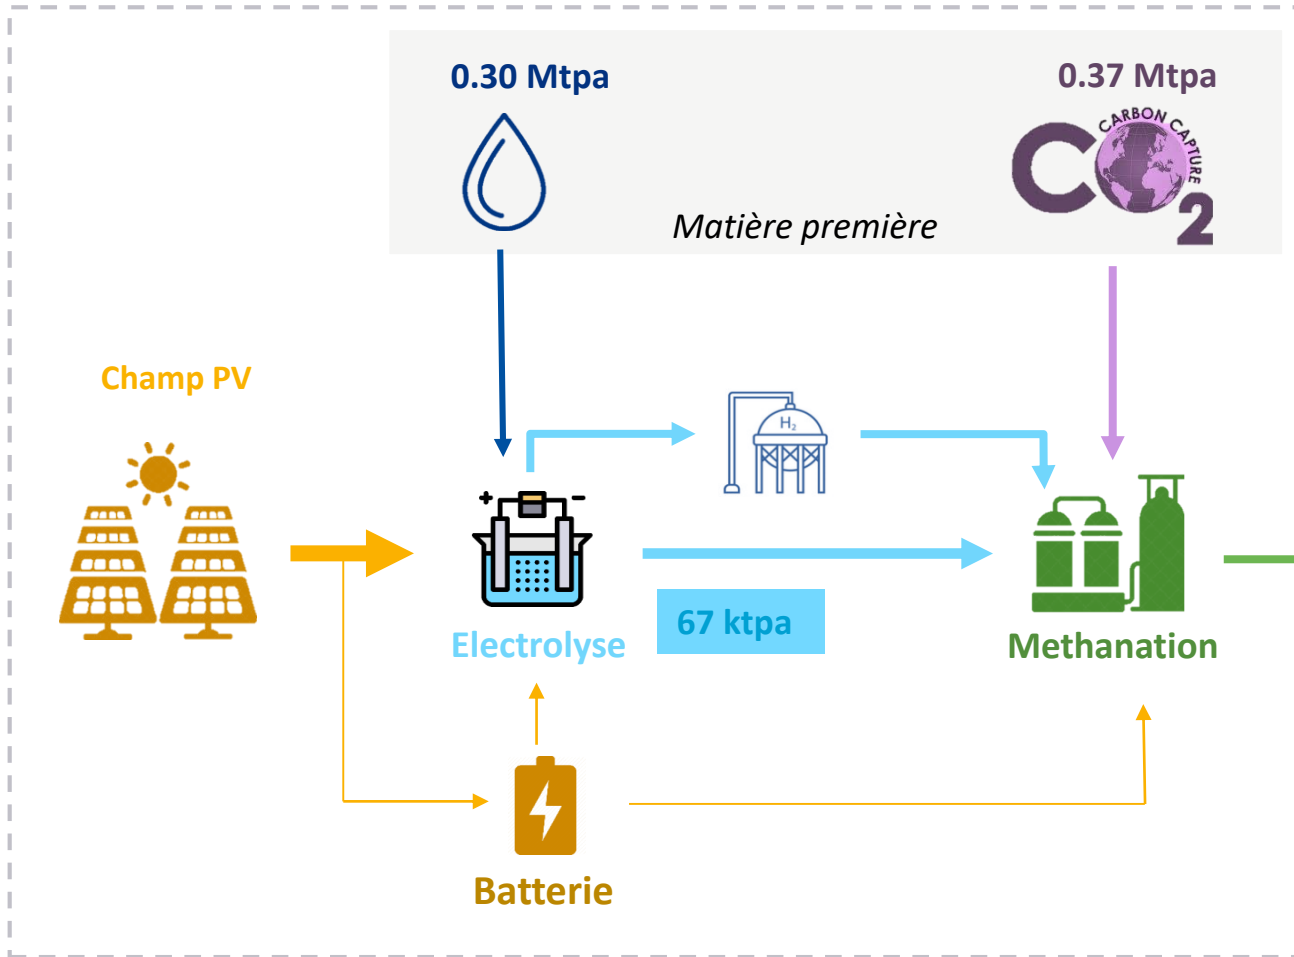 0.30 Mtpa
0.37 Mtpa
CARBON CAPTURE
CO2
Matière première
Champ PV
H2
+ −
67 ktpa
Electrolyse
Methanation
Batterie